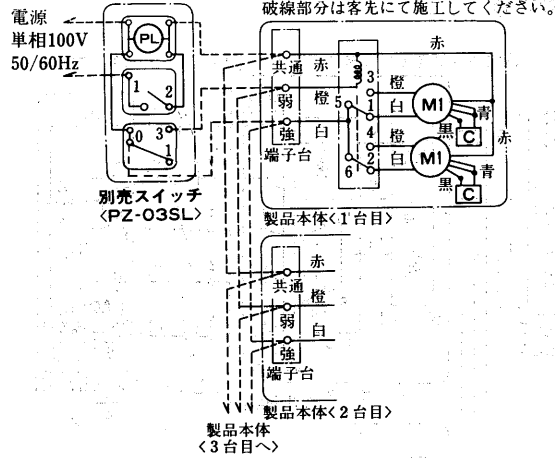 破線部分は客先にて施工してください。
電源
単相100V
50/60Hz
PL
1 2
0 3
1
別売スイッチ
〈PZ-03SL〉
共通 赤
弱 橙
強 白
端子台
赤
3
橙
5 1 白
4
橙
2 白
6
M1
青
黒
C
赤
M1
青
黒
C
製品本体〈1台目〉
赤
共通
橙
弱
白
強
端子台
製品本体〈2台目〉
製品本体
〈3台目へ〉